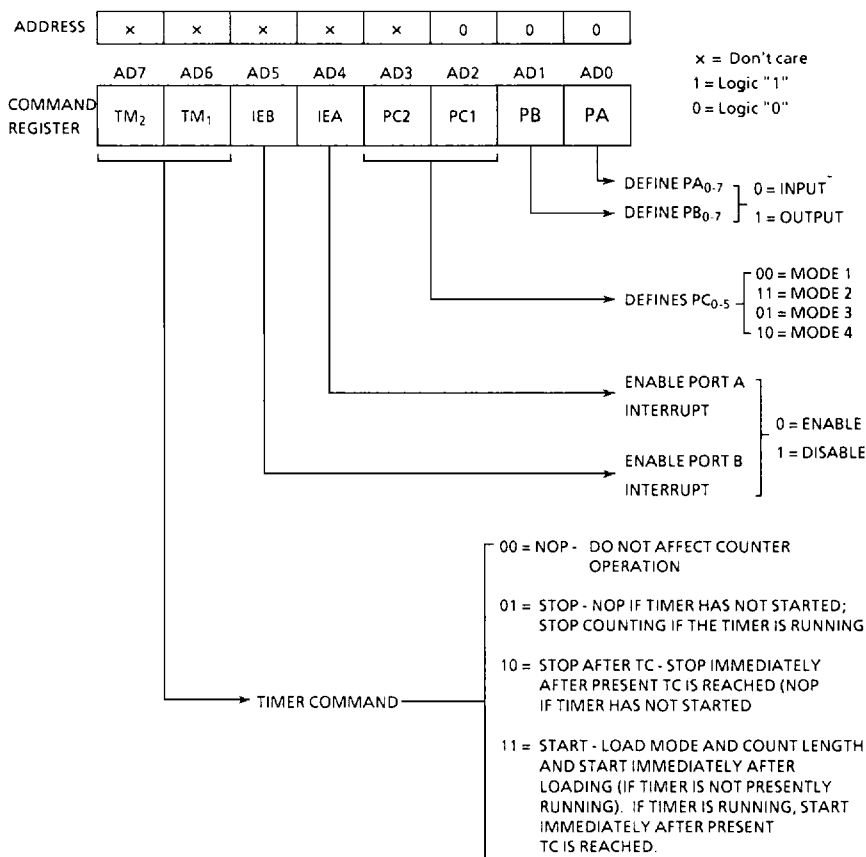 ADDRESS × × × × × 0 0 0
× = Don't care
AD7 AD6 AD5 AD4 AD3 AD2 AD1 AD0
1 = Logic "1"
COMMAND REGISTER TM2 TM1 IEB IEA PC2 PC1 PB PA
0 = Logic "0"
DEFINE PA0-7
0 = INPUT
DEFINE PB0-7
1 = OUTPUT
00 = MODE 1
DEFINES PC0-5
11 = MODE 2
01 = MODE 3
10 = MODE 4
ENABLE PORT A
INTERRUPT
0 = ENABLE
1 = DISABLE
ENABLE PORT B
INTERRUPT
00 = NOP - DO NOT AFFECT COUNTER
OPERATION
01 = STOP - NOP IF TIMER HAS NOT STARTED;
STOP COUNTING IF THE TIMER IS RUNNING
10 = STOP AFTER TC - STOP IMMEDIATELY
AFTER PRESENT TC IS REACHED (NOP
IF TIMER HAS NOT STARTED
TIMER COMMAND
11 = START - LOAD MODE AND COUNT LENGTH
AND START IMMEDIATELY AFTER
LOADING (IF TIMER IS NOT PRESENTLY
RUNNING). IF TIMER IS RUNNING, START
IMMEDIATELY AFTER PRESENT
TC IS REACHED.